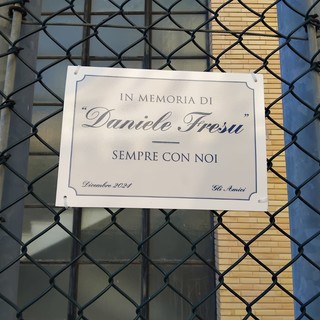 IN MEMORIA DI
"Daniele Fresu"
SEMPRE CON NOI
Dicembre 2024 Gli Amici